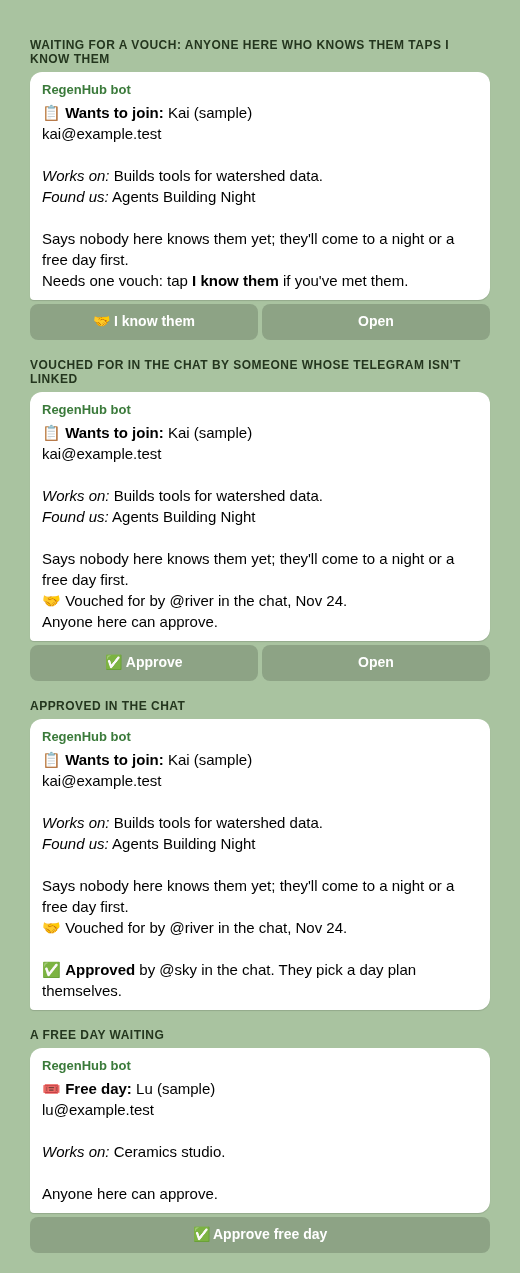 WAITING FOR A VOUCH: ANYONE HERE WHO KNOWS THEM TAPS I
KNOW THEM
RegenHub bot
📋 Wants to join: Kai (sample)
kai@example.test
Works on: Builds tools for watershed data.
Found us: Agents Building Night
Says nobody here knows them yet; they'll come to a night or a
free day first.
Needs one vouch: tap I know them if you've met them.
🤝 I know them
Open
VOUCHED FOR IN THE CHAT BY SOMEONE WHOSE TELEGRAM ISN'T
LINKED
RegenHub bot
📋 Wants to join: Kai (sample)
kai@example.test
Works on: Builds tools for watershed data.
Found us: Agents Building Night
Says nobody here knows them yet; they'll come to a night or a
free day first.
🤝 Vouched for by @river in the chat, Nov 24.
Anyone here can approve.
✅ Approve
Open
APPROVED IN THE CHAT
RegenHub bot
📋 Wants to join: Kai (sample)
kai@example.test
Works on: Builds tools for watershed data.
Found us: Agents Building Night
Says nobody here knows them yet; they'll come to a night or a
free day first.
🤝 Vouched for by @river in the chat, Nov 24.
✅ Approved by @sky in the chat. They pick a day plan
themselves.
A FREE DAY WAITING
RegenHub bot
🎟️ Free day: Lu (sample)
lu@example.test
Works on: Ceramics studio.
Anyone here can approve.
✅ Approve free day